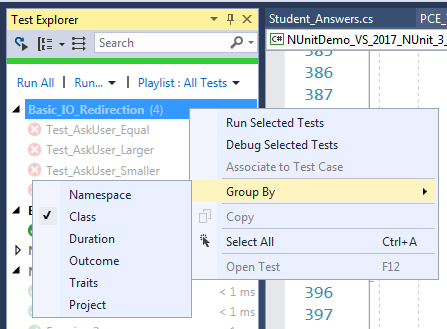 Test Explorer
Student_Answers.cs
PCE_
Search
NUnitDemo_VS_2017_NUnit_3_
385
Run All | Run... | Playlist : All Tests
386
387
Basic_IO_Redirection (4)
Test_AskUser_Equal
Test_AskUser_Larger
Test_AskUser_Smaller
Run Selected Tests
Debug Selected Tests
Associate to Test Case
Group By
Copy
Select All Ctrl+A
Open Test F12
Namespace
Class
Duration
Outcome
Traits
Project
< 1 ms
396
< 1 ms
397